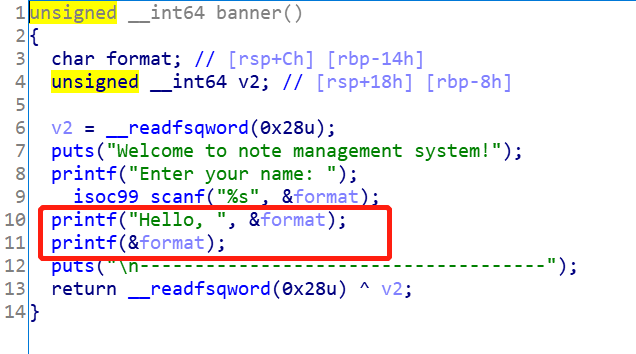 1 unsigned __int64 banner()
2 {
3   char format; // [rsp+Ch] [rbp-14h]
4   unsigned __int64 v2; // [rsp+18h] [rbp-8h]
5
6   v2 = __readfsqword(0x28u);
7   puts("Welcome to note management system!");
8   printf("Enter your name: ");
9     isoc99 scanf("%s", &format);
10   printf("Hello, ", &format);
11   printf(&format);
12   puts("\n-------------------------------------");
13   return __readfsqword(0x28u) ^ v2;
14 }